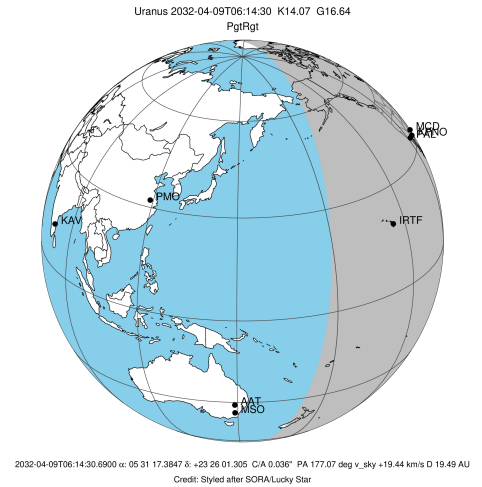 Uranus 2032-04-09T06:14:30 K14.07 G16.64
PgtRgt
MCD
PAL
IRTF
PMO
KAV
AAT
MSO
2032-04-09T06:14:30.6900 α: 05 31 17.3847 δ: +23 26 01.305 C/A 0.036" PA 177.07 deg v_sky +19.44 km/s D 19.49 AU
Credit: Styled after SORA/Lucky Star